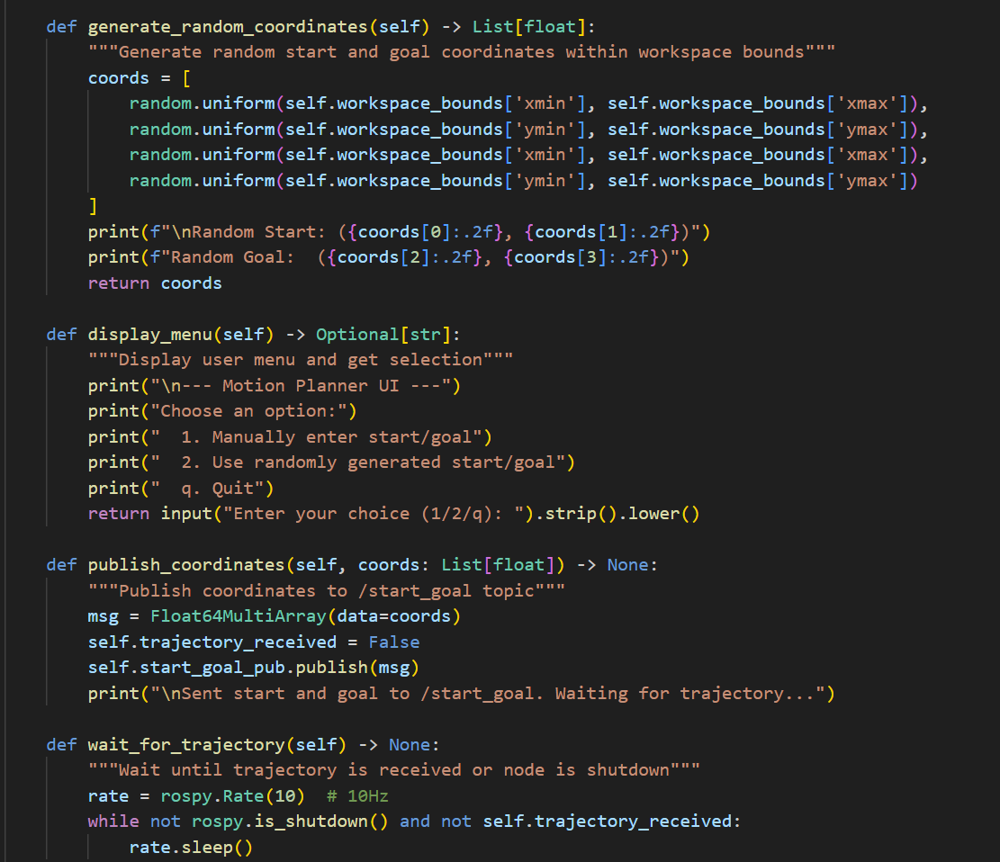 def generate_random_coordinates(self) -> List[float]:
    """Generate random start and goal coordinates within workspace bounds"""
    coords = [
        random.uniform(self.workspace_bounds['xmin'], self.workspace_bounds['xmax']),
        random.uniform(self.workspace_bounds['ymin'], self.workspace_bounds['ymax']),
        random.uniform(self.workspace_bounds['xmin'], self.workspace_bounds['xmax']),
        random.uniform(self.workspace_bounds['ymin'], self.workspace_bounds['ymax'])
    ]
    print(f"\nRandom Start: ({coords[0]:.2f}, {coords[1]:.2f})")
    print(f"Random Goal:  ({coords[2]:.2f}, {coords[3]:.2f})")
    return coords

def display_menu(self) -> Optional[str]:
    """Display user menu and get selection"""
    print("\n--- Motion Planner UI ---")
    print("Choose an option:")
    print("  1. Manually enter start/goal")
    print("  2. Use randomly generated start/goal")
    print("  q. Quit")
    return input("Enter your choice (1/2/q): ").strip().lower()

def publish_coordinates(self, coords: List[float]) -> None:
    """Publish coordinates to /start_goal topic"""
    msg = Float64MultiArray(data=coords)
    self.trajectory_received = False
    self.start_goal_pub.publish(msg)
    print("\nSent start and goal to /start_goal. Waiting for trajectory...")

def wait_for_trajectory(self) -> None:
    """Wait until trajectory is received or node is shutdown"""
    rate = rospy.Rate(10)  # 10Hz
    while not rospy.is_shutdown() and not self.trajectory_received:
        rate.sleep()